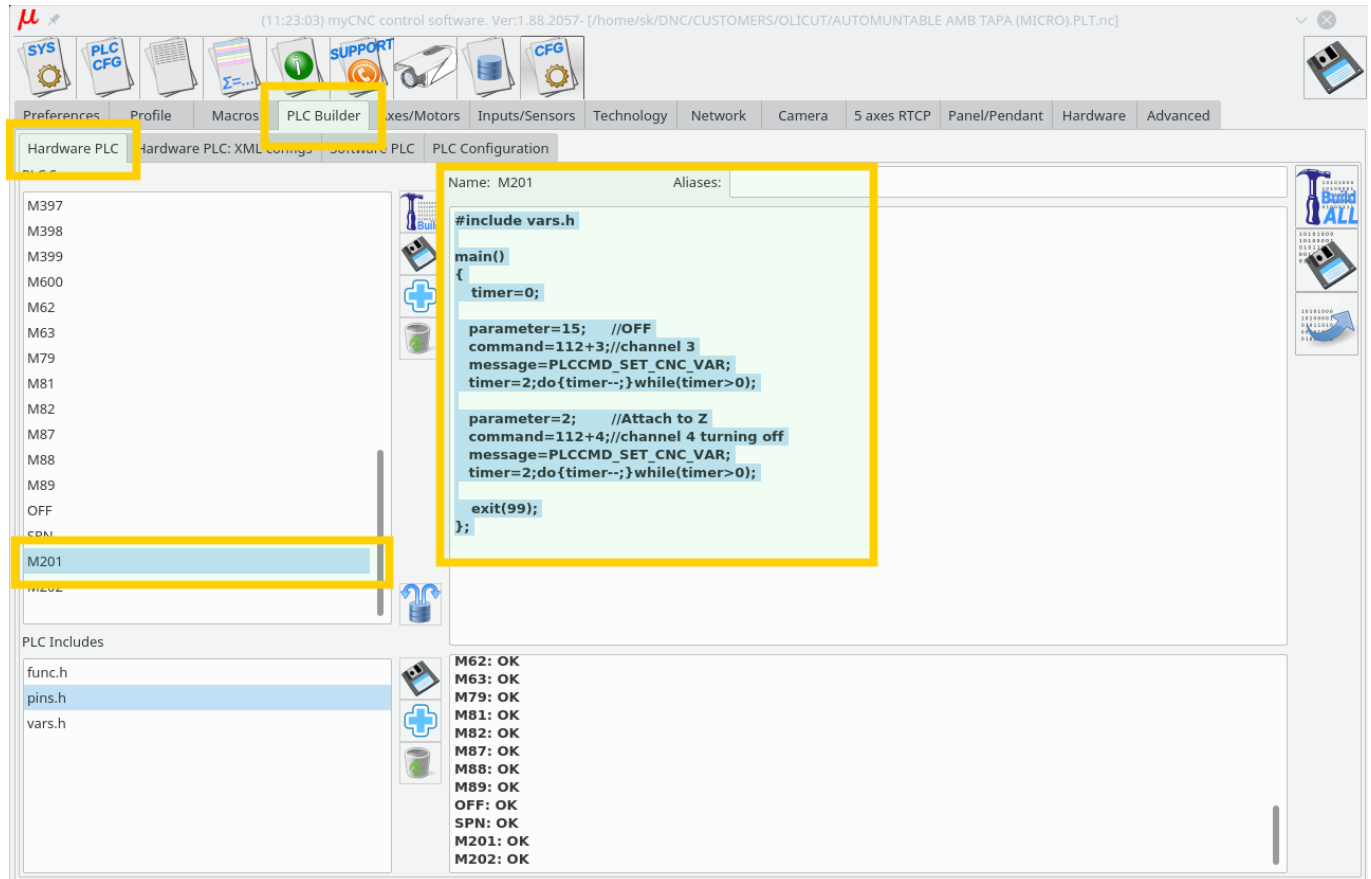 (11:23:03) myCNC control software. Ver:1.88.2057- [/home/sk/DNC/CUSTOMERS/OLICUT/AUTOMUNTABLE AMB TAPA (MICRO).PLT.nc]
SYS
PLC CFG
Σ=...
SUPPORT
CFG
Preferences Profile Macros PLC Builder Axes/Motors Inputs/Sensors Technology Network Camera 5 axes RTCP Panel/Pendant Hardware Advanced
Hardware PLC Hardware PLC: XML configs Software PLC PLC Configuration
M397
M398
M399
M600
M62
M63
M79
M81
M82
M87
M88
M89
OFF
SPN
M201
M202
Build
Name: M201 Aliases:
#include vars.h
main()
{
timer=0;
parameter=15; //OFF
command=112+3;//channel 3
message=PLCCMD_SET_CNC_VAR;
timer=2;do{timer--;}while(timer>0);
parameter=2; //Attach to Z
command=112+4;//channel 4 turning off
message=PLCCMD_SET_CNC_VAR;
timer=2;do{timer--;}while(timer>0);
exit(99);
};
Build
ALL
PLC Includes
func.h
pins.h
vars.h
M62: OK
M63: OK
M79: OK
M81: OK
M82: OK
M87: OK
M88: OK
M89: OK
OFF: OK
SPN: OK
M201: OK
M202: OK